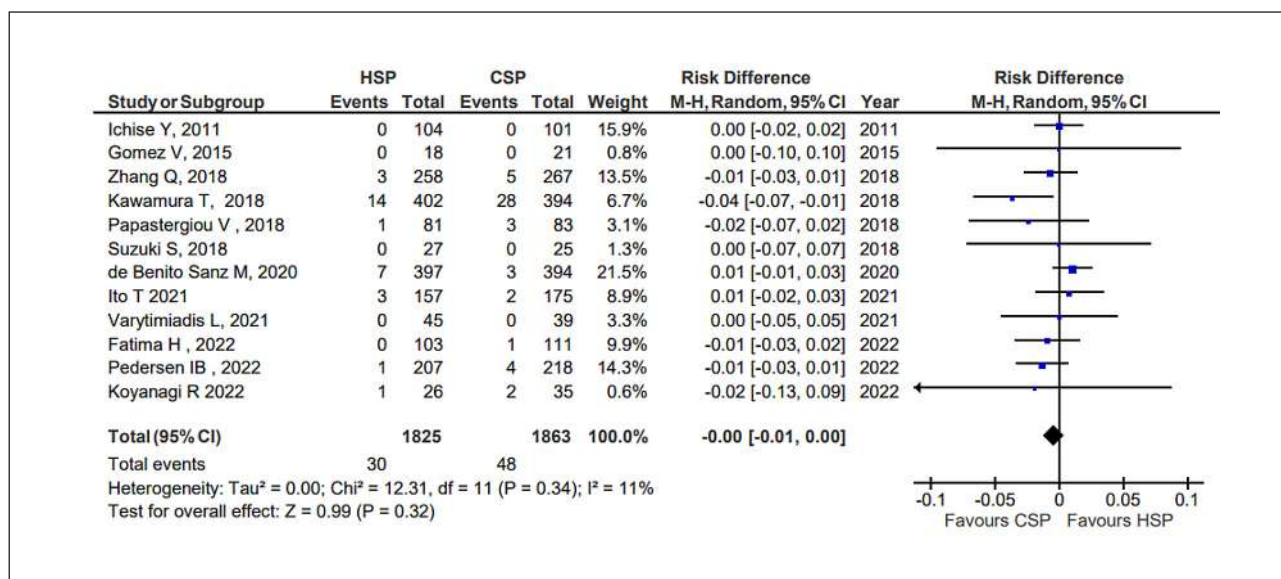 HSP CSP Risk Difference Risk Difference
Study or Subgroup Events Total Events Total Weight M-H, Random, 95% CI Year M-H, Random, 95% CI
Ichise Y, 2011 0 104 0 101 15.9% 0.00 [-0.02, 0.02] 2011
Gomez V, 2015 0 18 0 21 0.8% 0.00 [-0.10, 0.10] 2015
Zhang Q, 2018 3 258 5 267 13.5% -0.01 [-0.03, 0.01] 2018
Kawamura T, 2018 14 402 28 394 6.7% -0.04 [-0.07, -0.01] 2018
Papastergiou V , 2018 1 81 3 83 3.1% -0.02 [-0.07, 0.02] 2018
Suzuki S, 2018 0 27 0 25 1.3% 0.00 [-0.07, 0.07] 2018
de Benito Sanz M, 2020 7 397 3 394 21.5% 0.01 [-0.01, 0.03] 2020
Ito T 2021 3 157 2 175 8.9% 0.01 [-0.02, 0.03] 2021
Varytimiadis L, 2021 0 45 0 39 3.3% 0.00 [-0.05, 0.05] 2021
Fatima H , 2022 0 103 1 111 9.9% -0.01 [-0.03, 0.02] 2022
Pedersen IB , 2022 1 207 4 218 14.3% -0.01 [-0.03, 0.01] 2022
Koyanagi R 2022 1 26 2 35 0.6% -0.02 [-0.13, 0.09] 2022
Total (95% CI) 1825 1863 100.0% -0.00 [-0.01, 0.00]
Total events 30 48
Heterogeneity: Tau² = 0.00; Chi² = 12.31, df = 11 (P = 0.34); I² = 11%
Test for overall effect: Z = 0.99 (P = 0.32)
-0.1 -0.05 0 0.05 0.1
Favours CSP Favours HSP